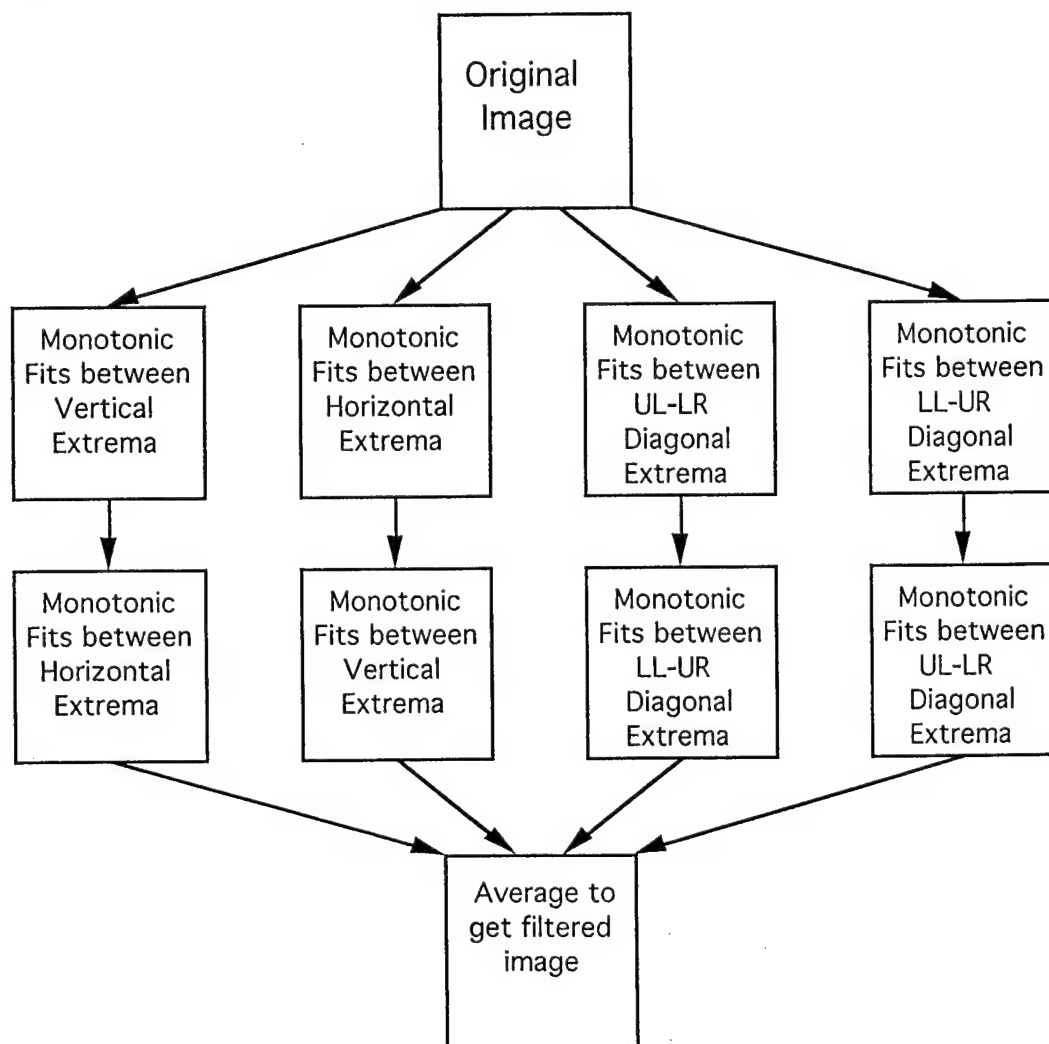 Original
Image
Monotonic
Fits between
Vertical
Extrema
Monotonic
Fits between
Horizontal
Extrema
Monotonic
Fits between
UL-LR
Diagonal
Extrema
Monotonic
Fits between
LL-UR
Diagonal
Extrema
Monotonic
Fits between
Horizontal
Extrema
Monotonic
Fits between
Vertical
Extrema
Monotonic
Fits between
LL-UR
Diagonal
Extrema
Monotonic
Fits between
UL-LR
Diagonal
Extrema
Average to
get filtered
image